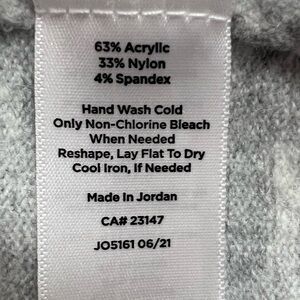 63% Acrylic
33% Nylon
4% Spandex
Hand Wash Cold
Only Non-Chlorine Bleach
When Needed
Reshape, Lay Flat To Dry
Cool Iron, If Needed
Made In Jordan
CA# 23147
JO5161 06/21